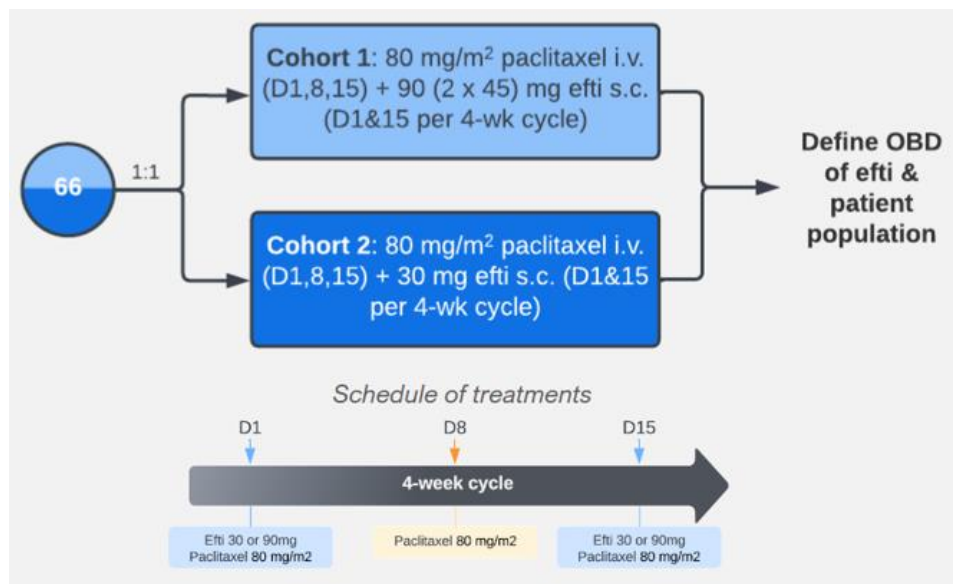 66
1:1
Cohort 1: 80 mg/m² paclitaxel i.v.
(D1,8,15) + 90 (2 x 45) mg efti s.c.
(D1&15 per 4-wk cycle)
Cohort 2: 80 mg/m² paclitaxel i.v.
(D1,8,15) + 30 mg efti s.c. (D1&15
per 4-wk cycle)
Define OBD
of efti &
patient
population
Schedule of treatments
D1
D8
D15
4-week cycle
Efti 30 or 90mg
Paclitaxel 80 mg/m2
Paclitaxel 80 mg/m2
Efti 30 or 90mg
Paclitaxel 80 mg/m2